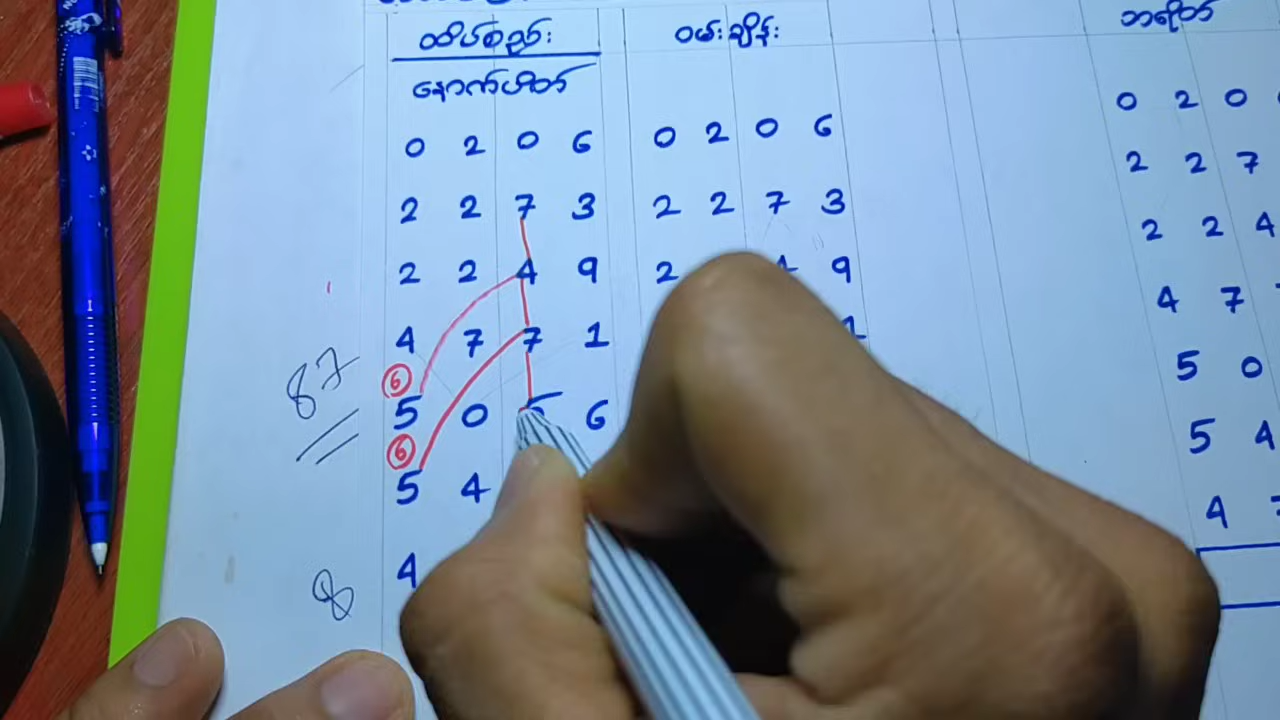 ထိပ်စည်း ဝမ်းချိန်း ဘရိတ်
နောက်ပိတ်
0 2 0 6 0 2 0 6 0 2 0
2 2 7 3 2 2 7 3 2 2 7
2 2 4 9 2 4 9 2 2 4
4 7 7 1 1 4 7
87
6
5 0 5 6 5 0
6
5 4 5 4
8 4 4